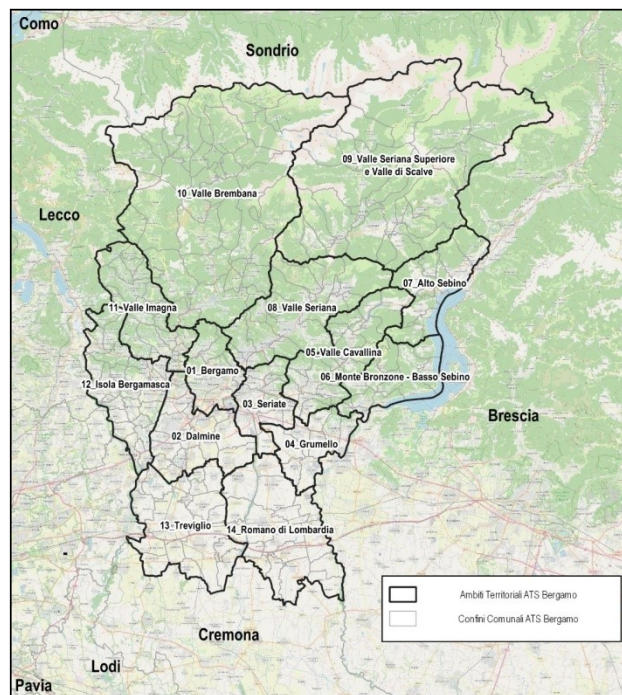 Como
Sondrio
09_Valle Seriana Superiore
e Valle di Scalve
10_Valle Brembana
Lecco
07_Alto Sebino
11_Valle Imagna
08_Valle Seriana
05_Valle Cavallina
01_Bergamo
12_Isola Bergamasca
06_Monte Bronzone - Basso Sebino
03_Seriate
Brescia
02_Dalmine
04_Grumello
13_Treviglio
14_Romano di Lombardia
Ambiti Territoriali ATS Bergamo
Confini Comunali ATS Bergamo
Cremona
Lodi
Pavia